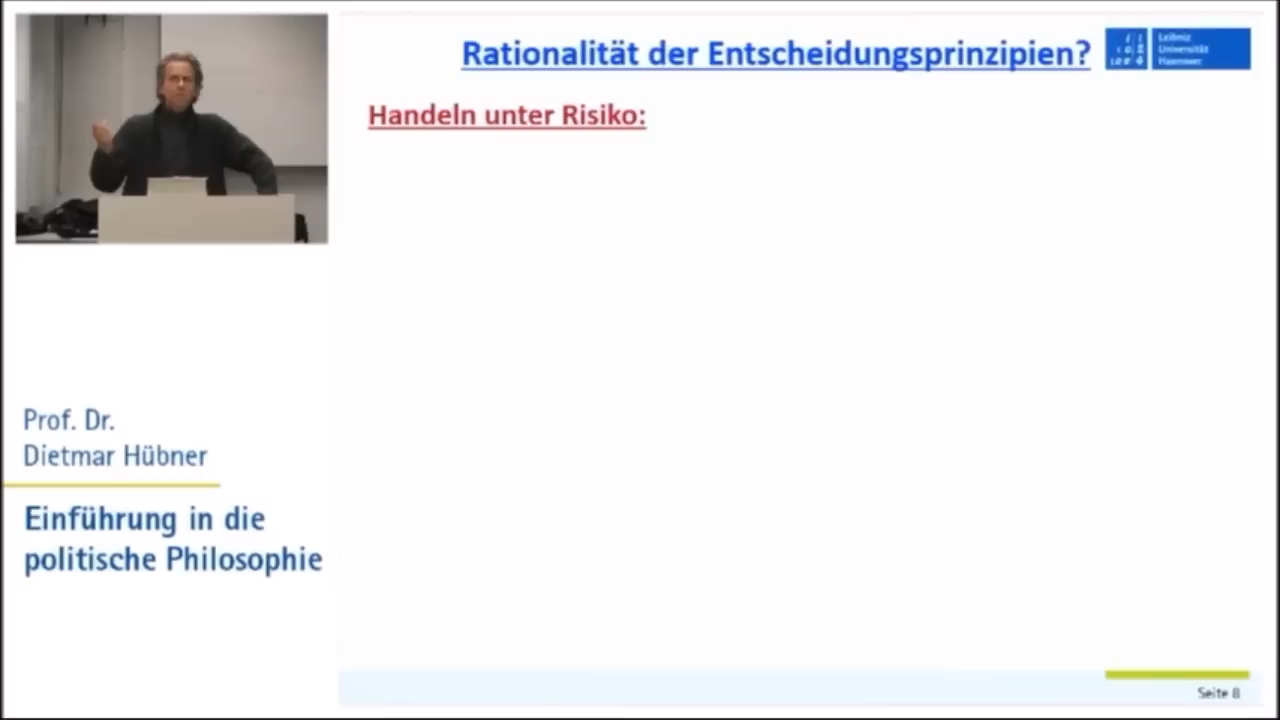 Rationalität der Entscheidungsprinzipien?
Leibniz
Universität
Hannover
Handeln unter Risiko:
Prof. Dr.
Dietmar Hübner
Einführung in die
politische Philosophie
Seite 8